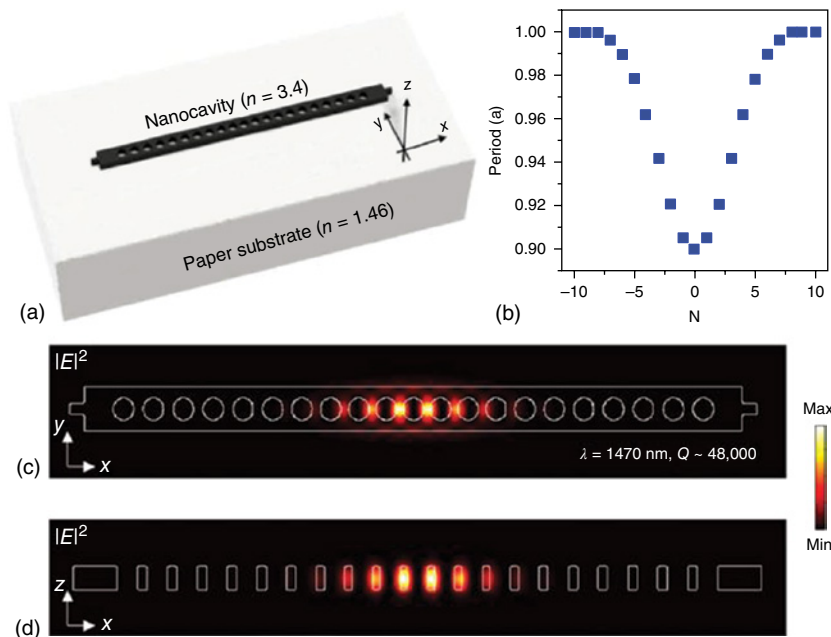 Nanocavity (n = 3.4)
z
y
x
Paper substrate (n = 1.46)
(a)
1.00
0.98
0.96
0.94
0.92
0.90
Period (a)
−10
−5
0
5
10
N
(b)
|E|²
y
x
λ = 1470 nm, Q ~ 48,000
(c)
Max
Min
|E|²
z
x
(d)